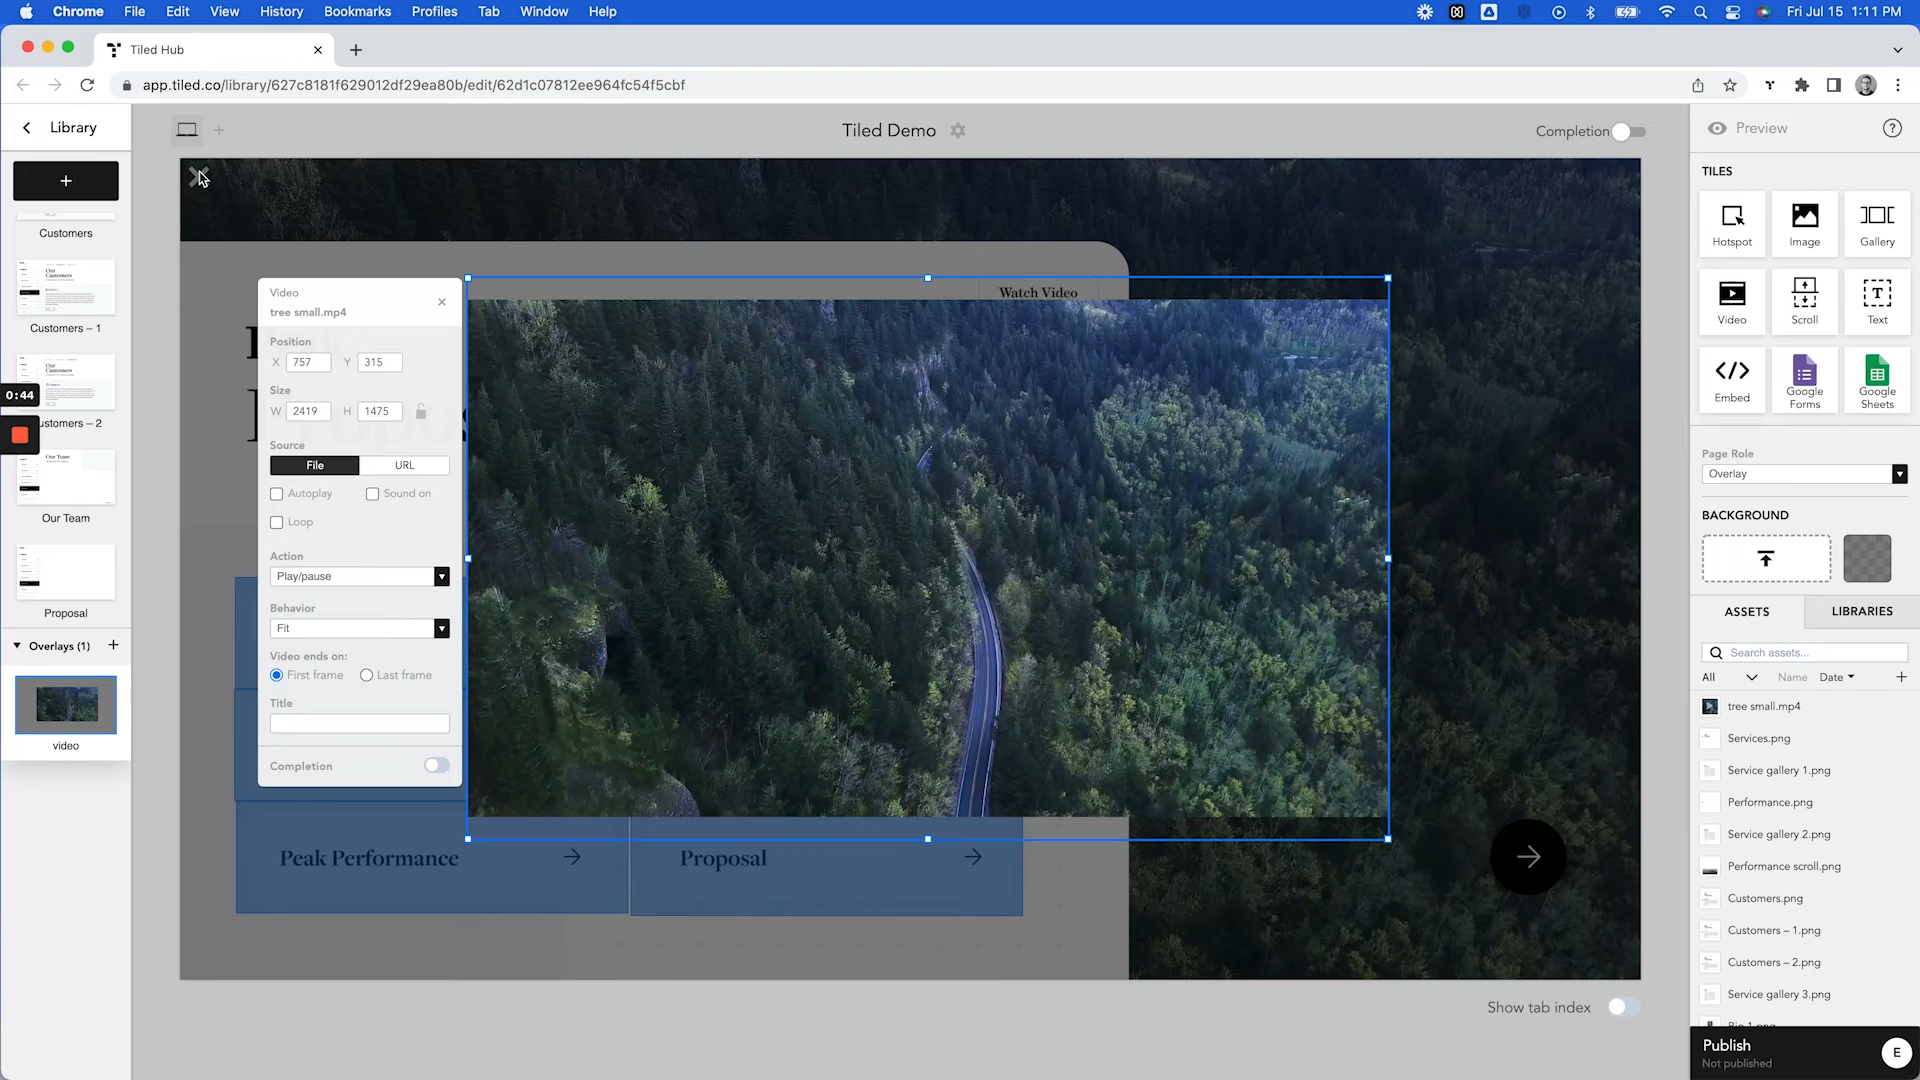 Chrome File Edit View History Bookmarks Profiles Tab Window Help
Fri Jul 15 1:11 PM
Tiled Hub
app.tiled.co/library/627c8181f629012df29ea80b/edit/62d1c07812ee964fc54f5cbf
Library
Tiled Demo
Completion
Preview
+
Customers
Our Customers
Customers – 1
Our Customers
0:44
ustomers – 2
Our Team
Our Team
Proposal
Overlays (1)
video
Watch Video
Video
tree small.mp4
Position
X 757 Y 315
Size
W 2419 H 1475
Source
File URL
Autoplay Sound on
Loop
Action
Play/pause
Behavior
Fit
Video ends on:
First frame Last frame
Title
Completion
Peak Performance
Proposal
Show tab index
TILES
Hotspot Image Gallery
Video Scroll Text
Embed Google Forms Google Sheets
Page Role
Overlay
BACKGROUND
ASSETS LIBRARIES
Search assets...
All Name Date
tree small.mp4
Services.png
Service gallery 1.png
Performance.png
Service gallery 2.png
Performance scroll.png
Customers.png
Customers – 1.png
Customers – 2.png
Service gallery 3.png
Publish
Not published
E